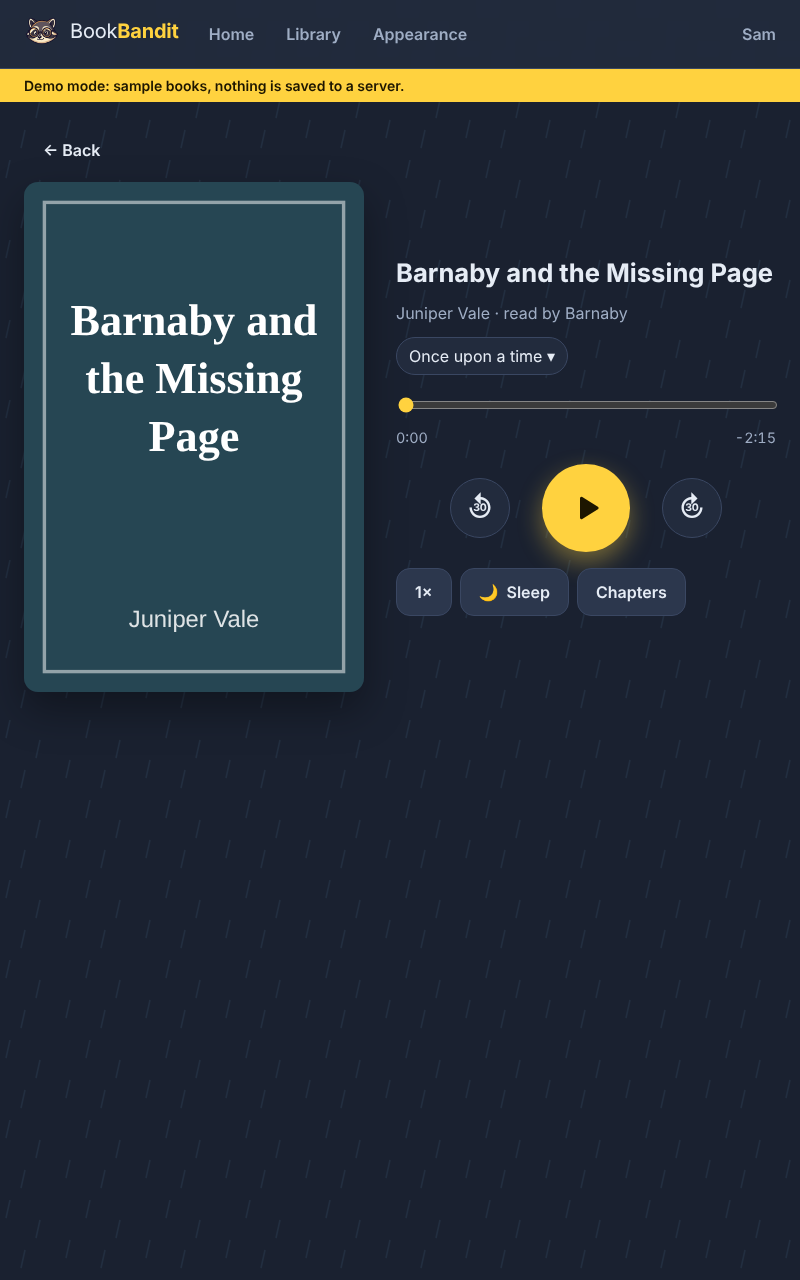 BookBandit Home Library Appearance Sam
Demo mode: sample books, nothing is saved to a server.
← Back
Barnaby and
the Missing
Page
Juniper Vale
Barnaby and the Missing Page
Juniper Vale · read by Barnaby
Once upon a time ▾
0:00 -2:15
30 30
1× 🌙 Sleep Chapters